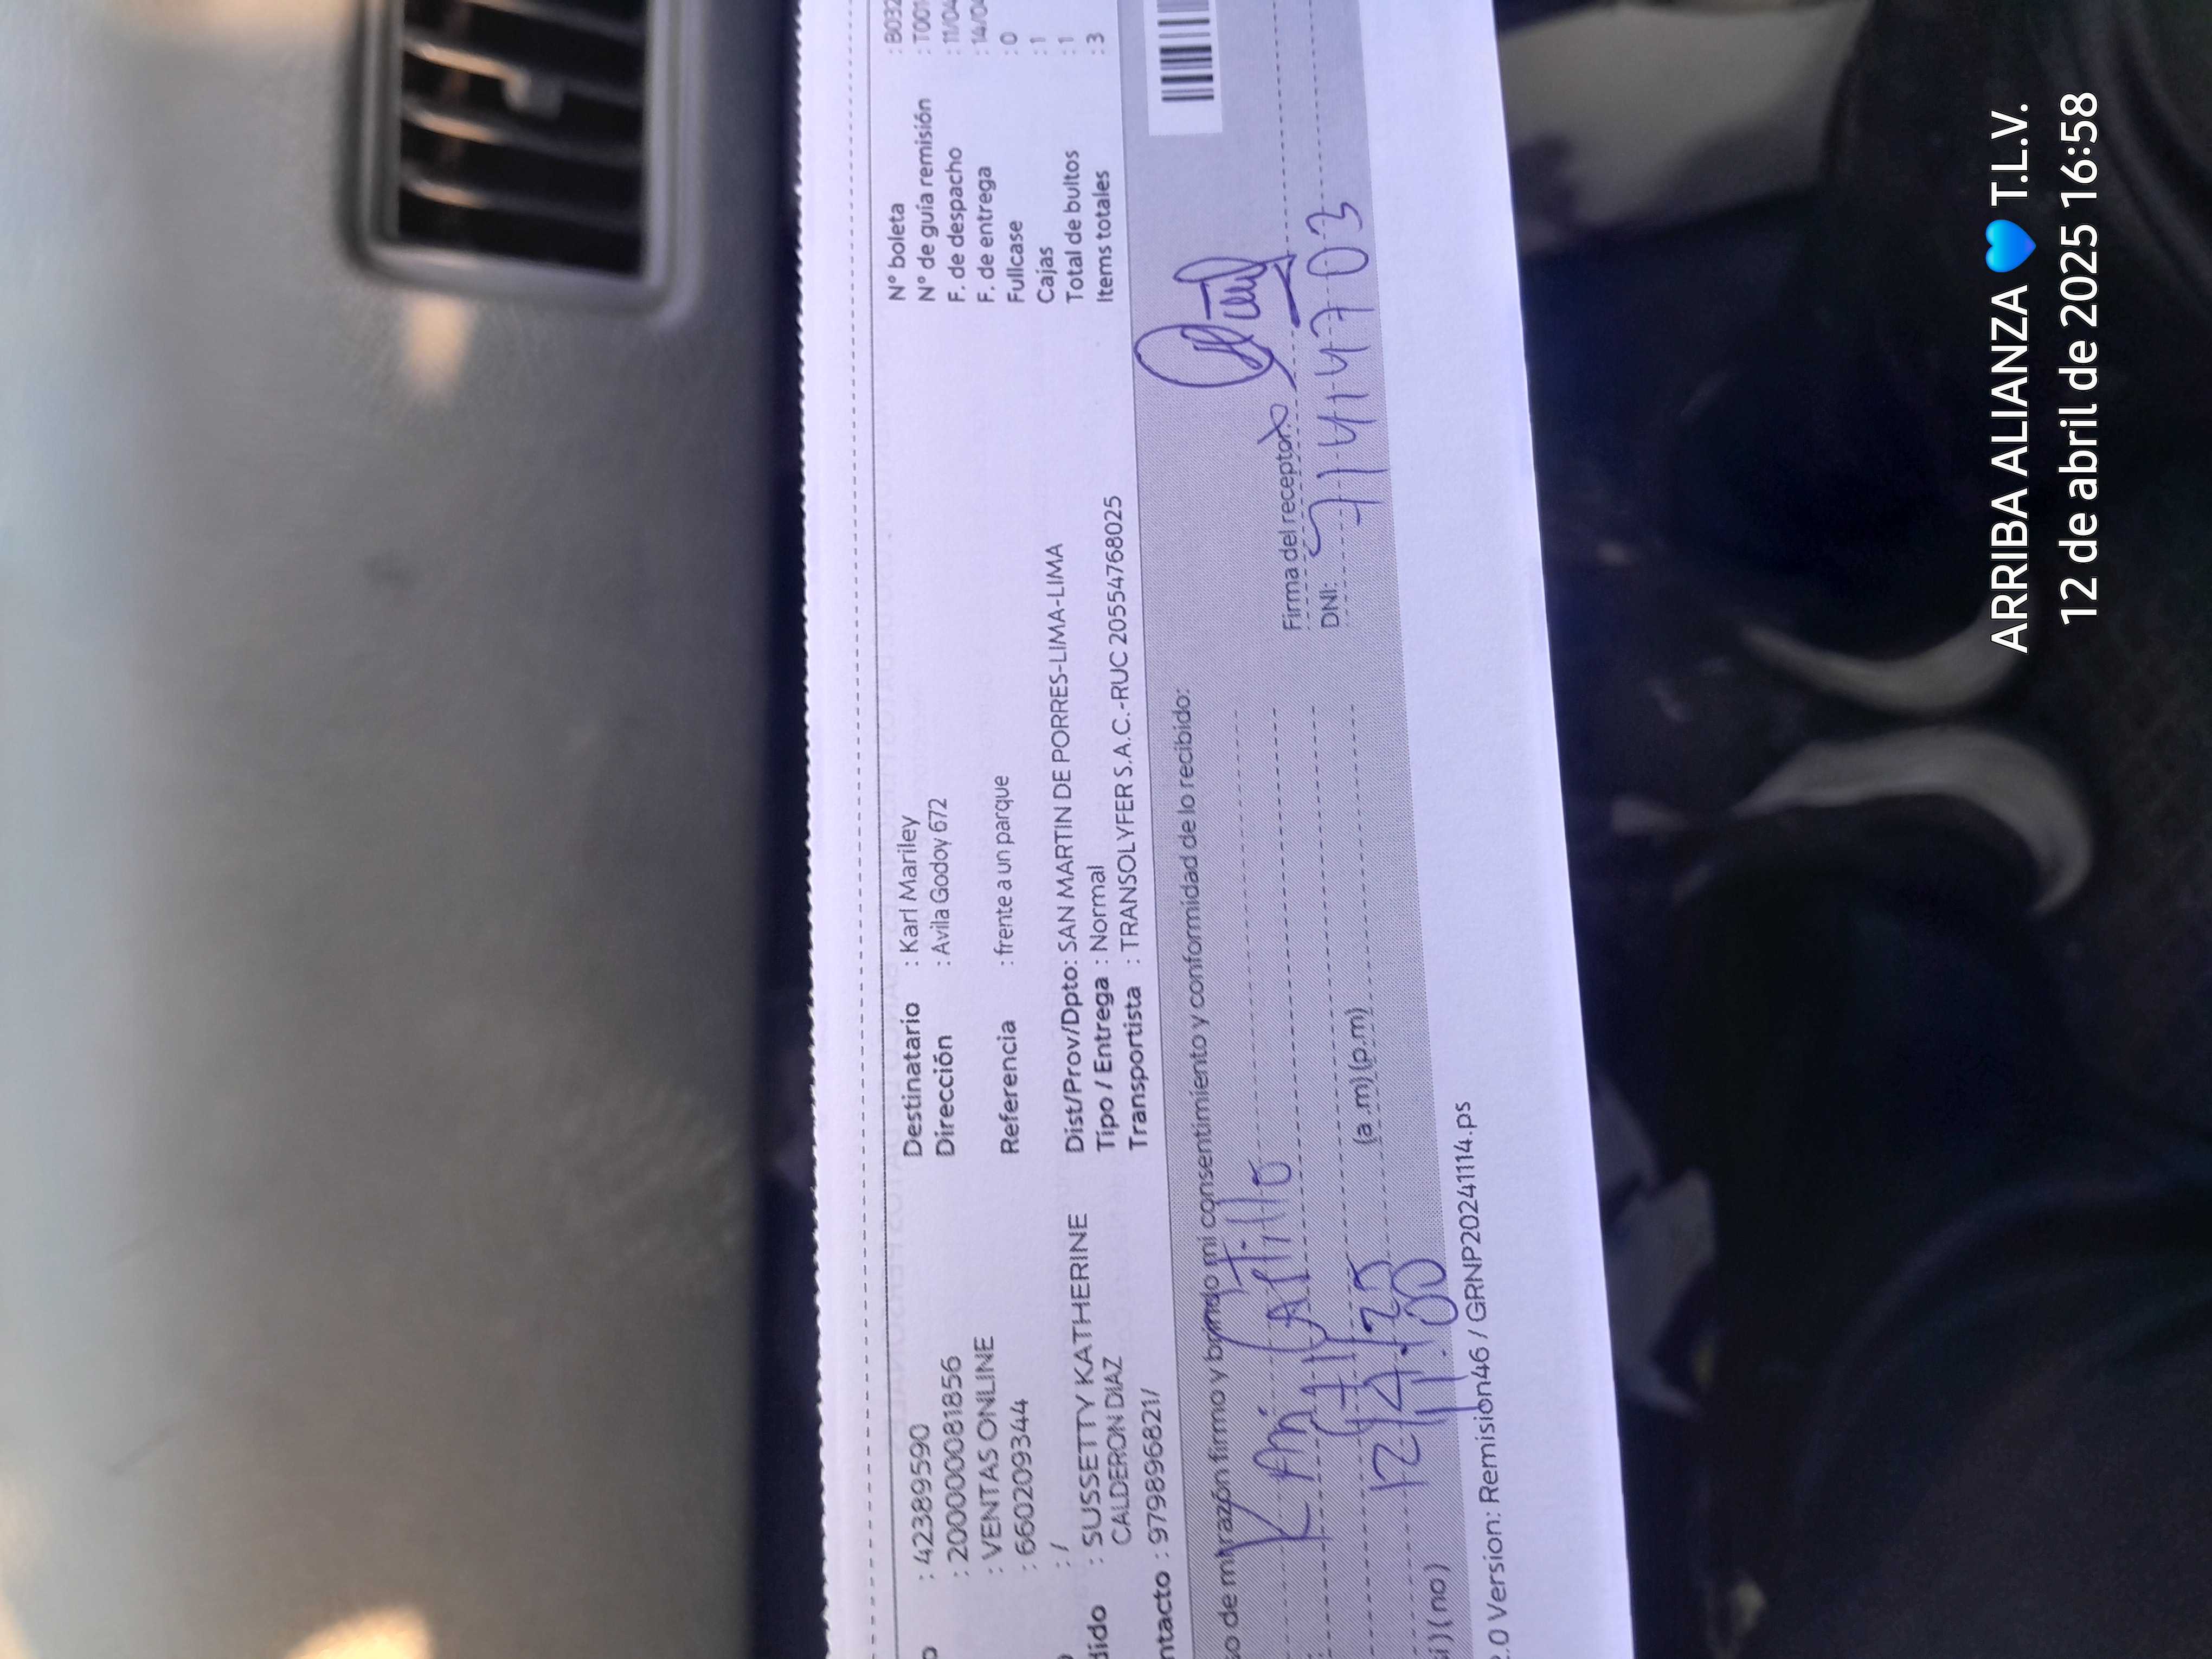 : 42389590
: 2000000081856
: VENTAS ONLINE
: 660209344
: /
dido : SUSSETTY KATHERINE
CALDERON DIAZ
ntacto : 979896821/
Destinatario : Karl Mariley
Dirección : Avila Godoy 672
Referencia : frente a un parque
Dist/Prov/Dpto: SAN MARTIN DE PORRES-LIMA-LIMA
Tipo / Entrega : Normal
Transportista : TRANSOLYFER S.A.C.-RUC 20554768025
N° boleta : B032
N° de guía remisión : T001
F. de despacho : 11/04
F. de entrega : 14/04
Fullcase : 0
Cajas : 1
Total de bultos : 1
Items totales : 3
to de mi razón firmo y brindo mi consentimiento y conformidad de lo recibido:
Castillo
12/4/25
(a .m) (p.m)
i) (no)
Firma del receptor:
DNI: 71414703
2.0 Version: Remision46 / GRNP20241114.ps
ARRIBA ALIANZA 💙 T.L.V.
12 de abril de 2025 16:58